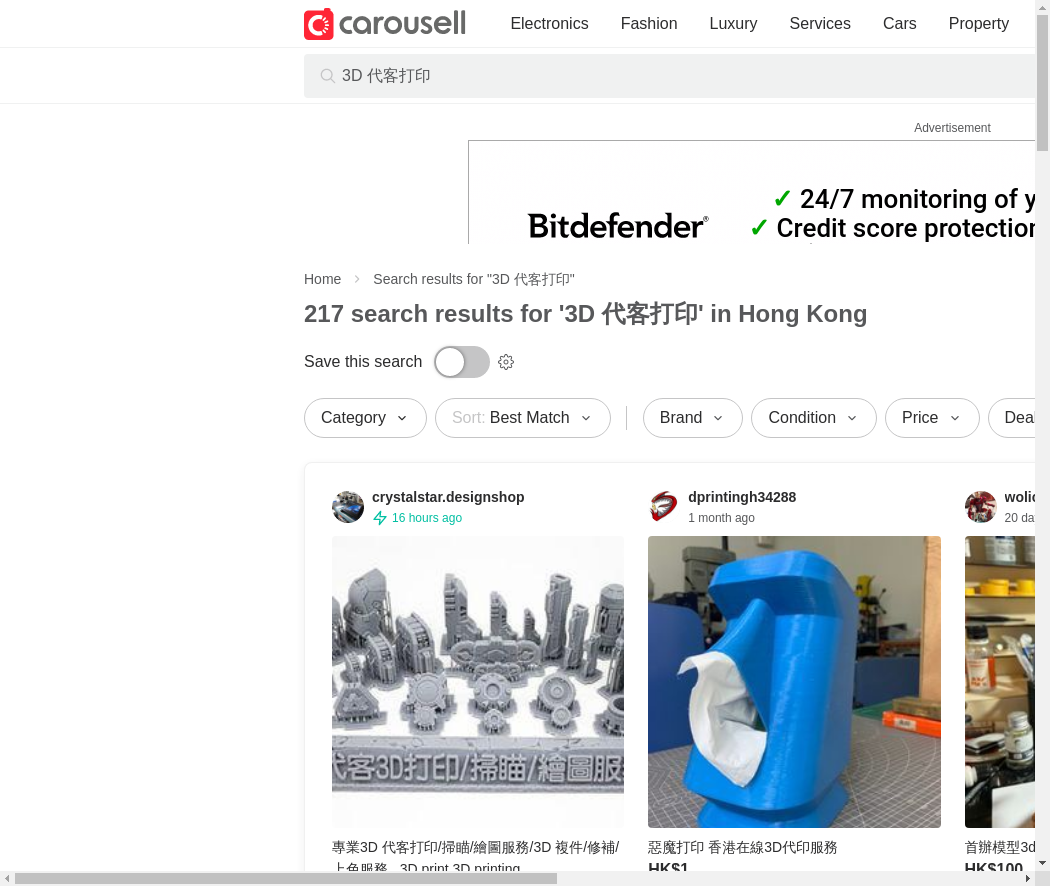 carousell
Electronics
Fashion
Luxury
Services
Cars
Property
3D 代客打印
Advertisement
Bitdefender®
✓ 24/7 monitoring of y
✓ Credit score protection
Home
Search results for "3D 代客打印"
217 search results for '3D 代客打印' in Hong Kong
Save this search
Category
Sort: Best Match
Brand
Condition
Price
Deal
crystalstar.designshop
16 hours ago
dprintingh34288
1 month ago
20 da
代客3D打印/掃瞄/繪圖服
專業3D 代客打印/掃瞄/繪圖服務/3D 複件/修補/
上色服務 3D print 3D printing
惡魔打印 香港在線3D代印服務
HK$1
首辦模型3d
HK$100